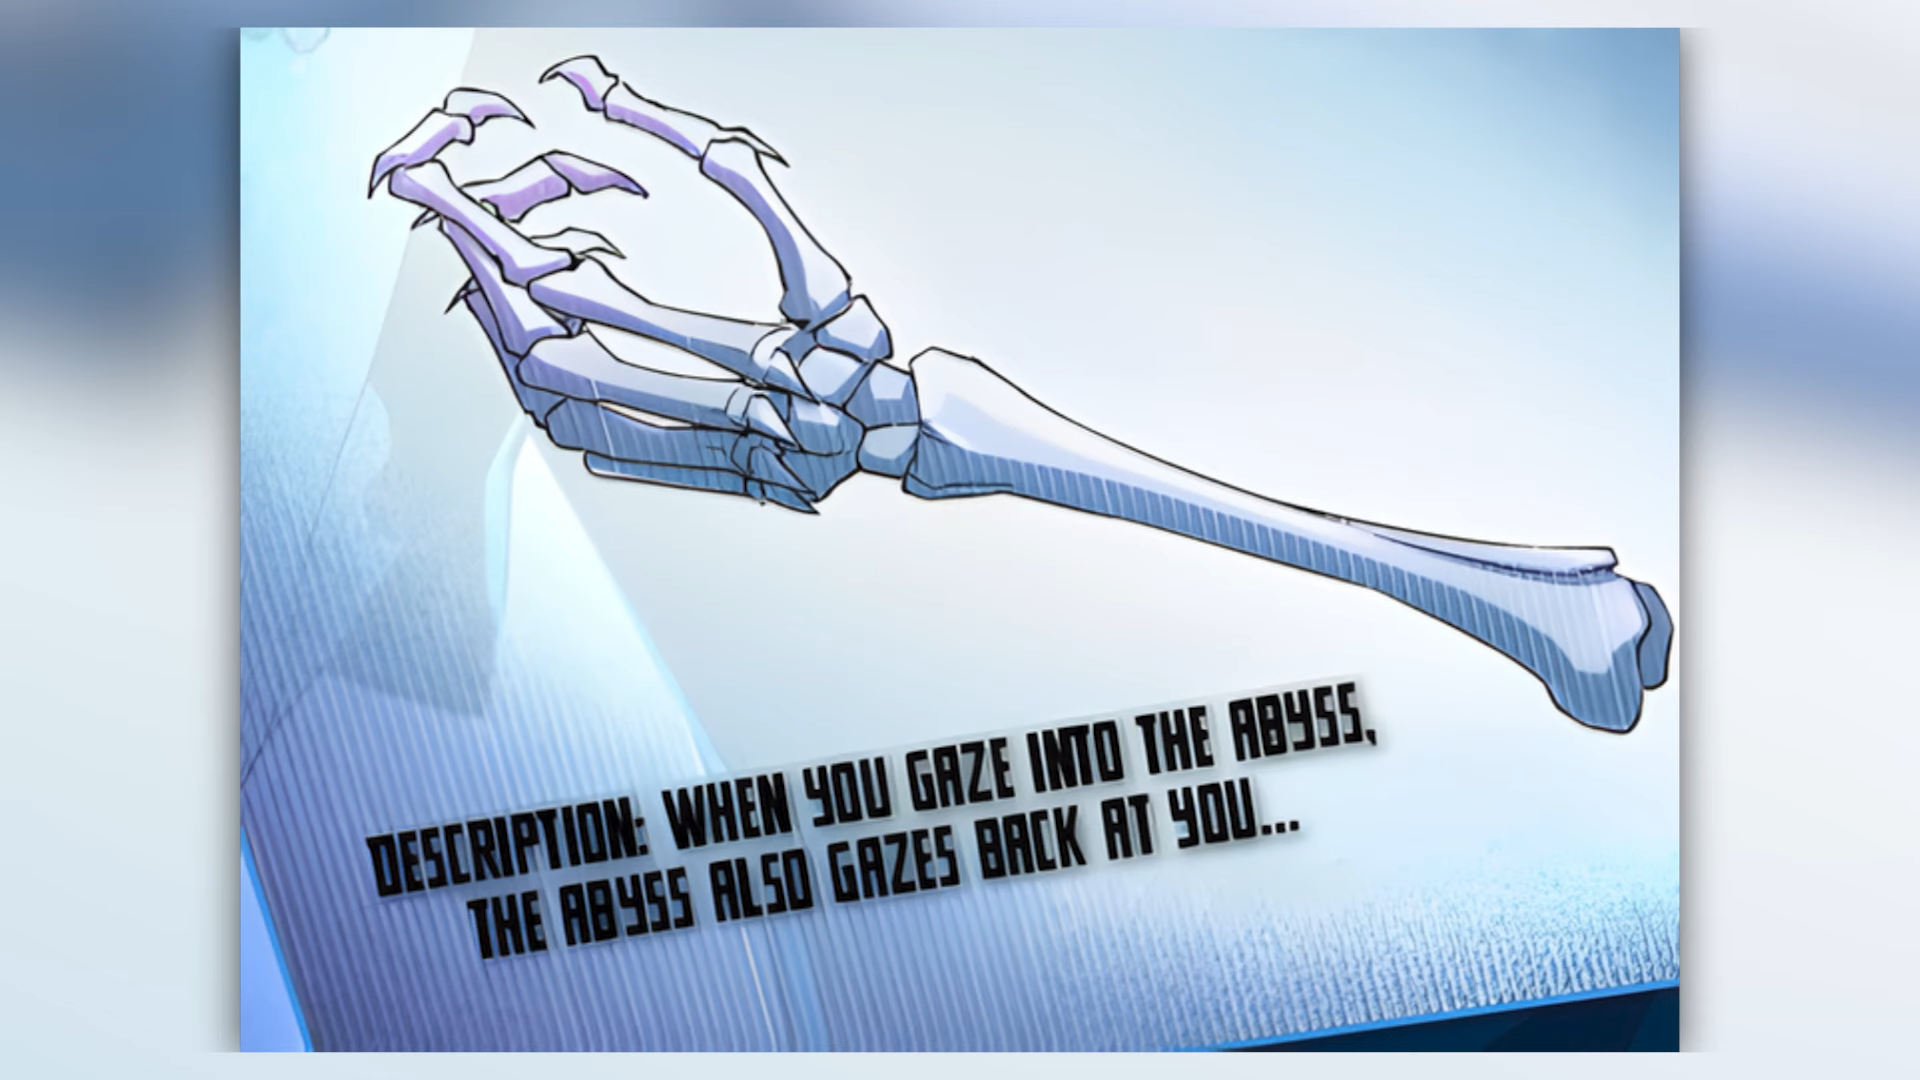 DESCRIPTION: WHEN YOU GAZE INTO THE ABYSS,
THE ABYSS ALSO GAZES BACK AT YOU...